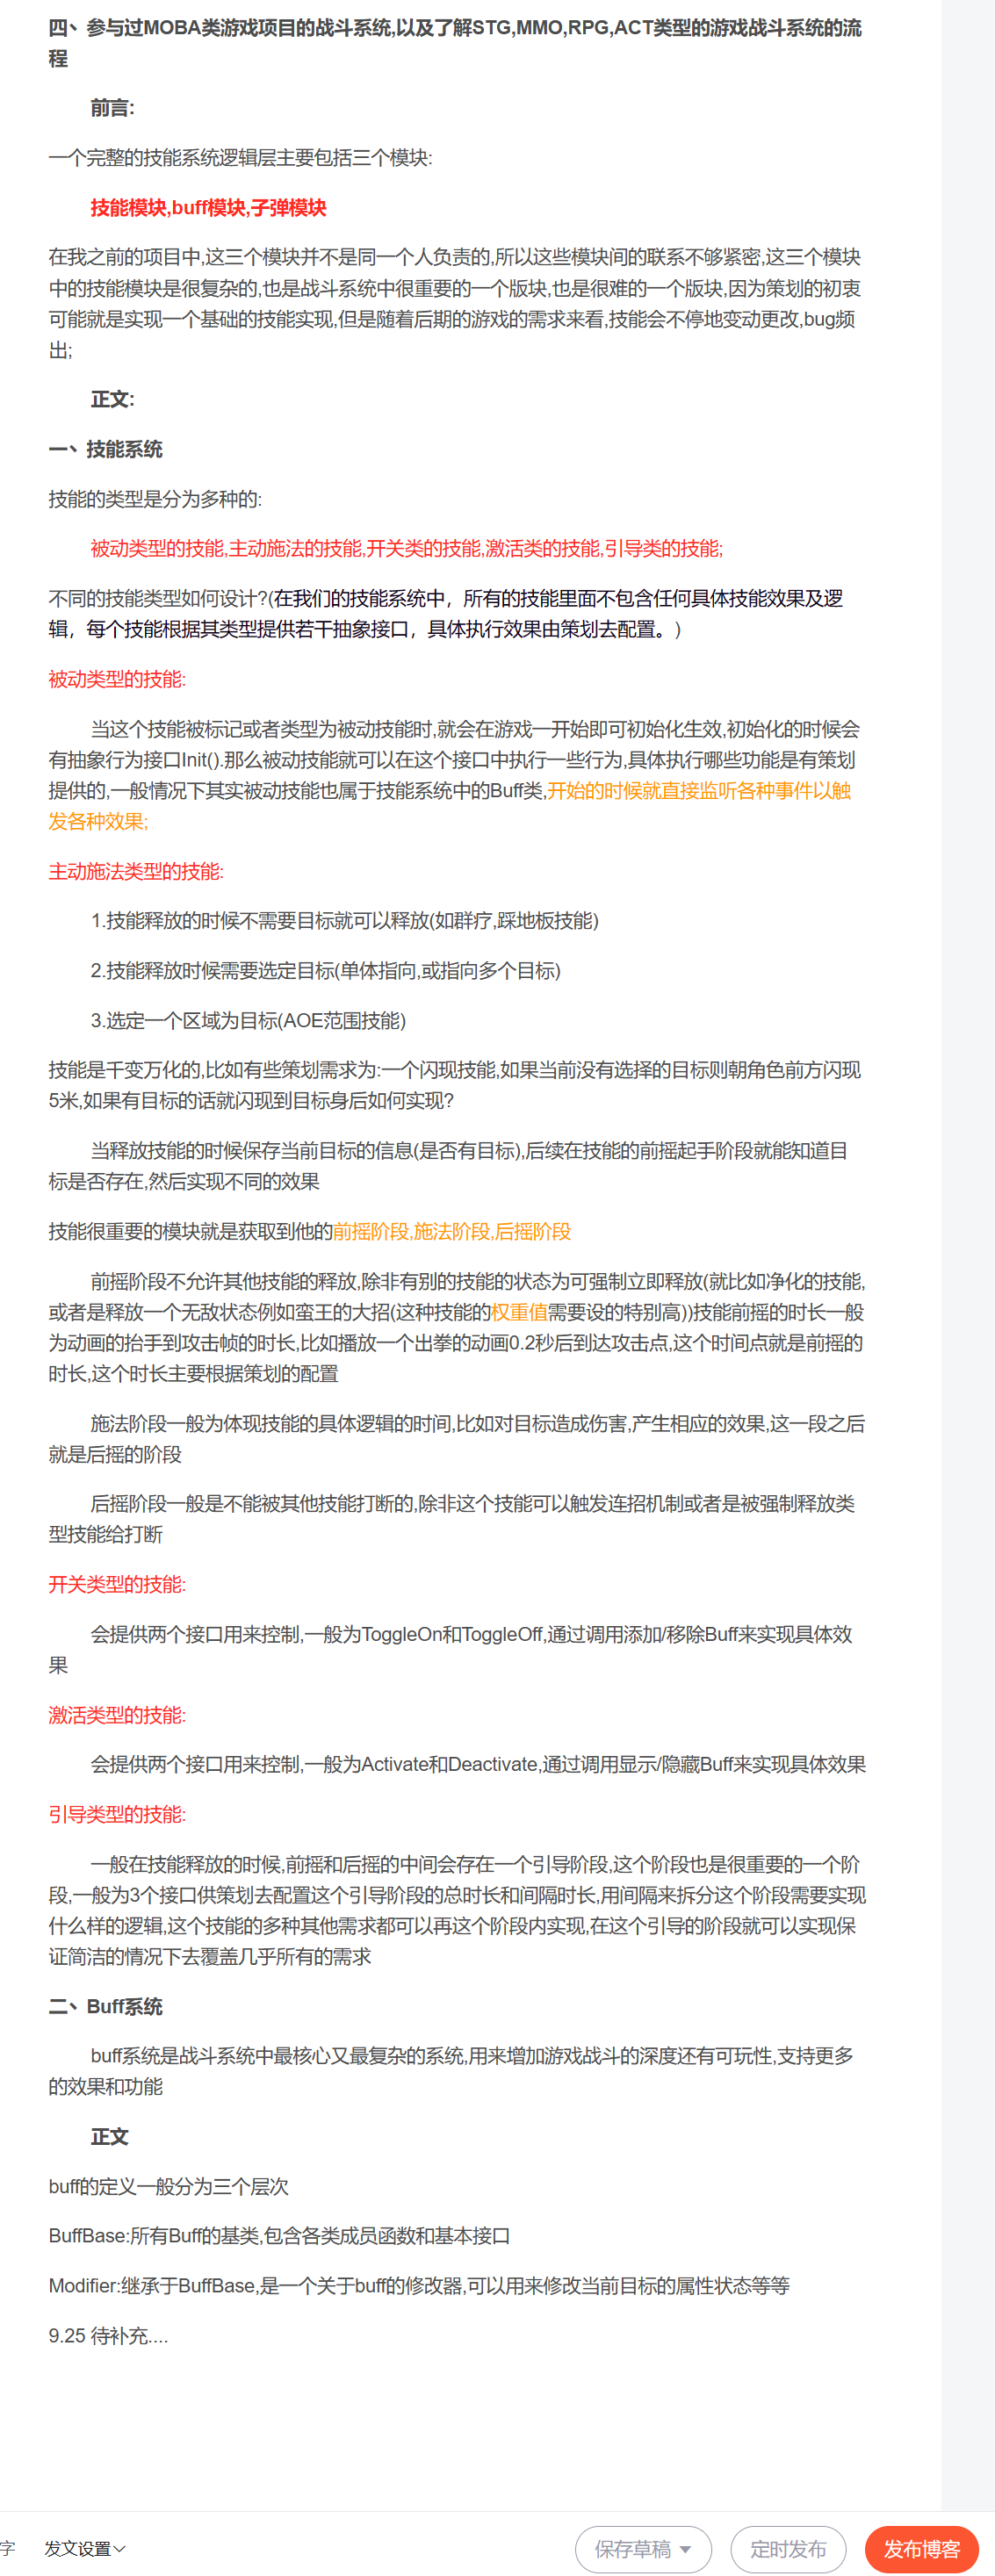 四、参与过MOBA类游戏项目的战斗系统,以及了解STG,MMO,RPG,ACT类型的游戏战斗系统的流
程
前言:
一个完整的技能系统逻辑层主要包括三个模块:
技能模块,buff模块,子弹模块
在我之前的项目中,这三个模块并不是同一个人负责的,所以这些模块间的联系不够紧密,这三个模块
中的技能模块是很复杂的,也是战斗系统中很重要的一个版块,也是很难的一个版块,因为策划的初衷
可能就是实现一个基础的技能实现,但是随着后期的游戏的需求来看,技能会不停地变动更改,bug频
出;
正文:
一、技能系统
技能的类型是分为多种的:
被动类型的技能,主动施法的技能,开关类的技能,激活类的技能,引导类的技能;
不同的技能类型如何设计?(在我们的技能系统中，所有的技能里面不包含任何具体技能效果及逻
辑，每个技能根据其类型提供若干抽象接口，具体执行效果由策划去配置。)
被动类型的技能:
当这个技能被标记或者类型为被动技能时,就会在游戏一开始即可初始化生效,初始化的时候会
有抽象行为接口Init().那么被动技能就可以在这个接口中执行一些行为,具体执行哪些功能是有策划
提供的,一般情况下其实被动技能也属于技能系统中的Buff类,开始的时候就直接监听各种事件以触
发各种效果;
主动施法类型的技能:
1.技能释放的时候不需要目标就可以释放(如群疗,踩地板技能)
2.技能释放时候需要选定目标(单体指向,或指向多个目标)
3.选定一个区域为目标(AOE范围技能)
技能是千变万化的,比如有些策划需求为:一个闪现技能,如果当前没有选择的目标则朝角色前方闪现
5米,如果有目标的话就闪现到目标身后如何实现?
当释放技能的时候保存当前目标的信息(是否有目标),后续在技能的前摇起手阶段就能知道目
标是否存在,然后实现不同的效果
技能很重要的模块就是获取到他的前摇阶段,施法阶段,后摇阶段
前摇阶段不允许其他技能的释放,除非有别的技能的状态为可强制立即释放(就比如净化的技能,
或者是释放一个无敌状态例如蛮王的大招(这种技能的权重值需要设的特别高))技能前摇的时长一般
为动画的抬手到攻击帧的时长,比如播放一个出拳的动画0.2秒后到达攻击点,这个时间点就是前摇的
时长,这个时长主要根据策划的配置
施法阶段一般为体现技能的具体逻辑的时间,比如对目标造成伤害,产生相应的效果,这一段之后
就是后摇的阶段
后摇阶段一般是不能被其他技能打断的,除非这个技能可以触发连招机制或者是被强制释放类
型技能给打断
开关类型的技能:
会提供两个接口用来控制,一般为ToggleOn和ToggleOff,通过调用添加/移除Buff来实现具体效
果
激活类型的技能:
会提供两个接口用来控制,一般为Activate和Deactivate,通过调用显示/隐藏Buff来实现具体效果
引导类型的技能:
一般在技能释放的时候,前摇和后摇的中间会存在一个引导阶段,这个阶段也是很重要的一个阶
段,一般为3个接口供策划去配置这个引导阶段的总时长和间隔时长,用间隔来拆分这个阶段需要实现
什么样的逻辑,这个技能的多种其他需求都可以再这个阶段内实现,在这个引导的阶段就可以实现保
证简洁的情况下去覆盖几乎所有的需求
二、Buff系统
buff系统是战斗系统中最核心又最复杂的系统,用来增加游戏战斗的深度还有可玩性,支持更多
的效果和功能
正文
buff的定义一般分为三个层次
BuffBase:所有Buff的基类,包含各类成员函数和基本接口
Modifier:继承于BuffBase,是一个关于buff的修改器,可以用来修改当前目标的属性状态等等
9.25 待补充....
字 发文设置 保存草稿 定时发布 发布博客